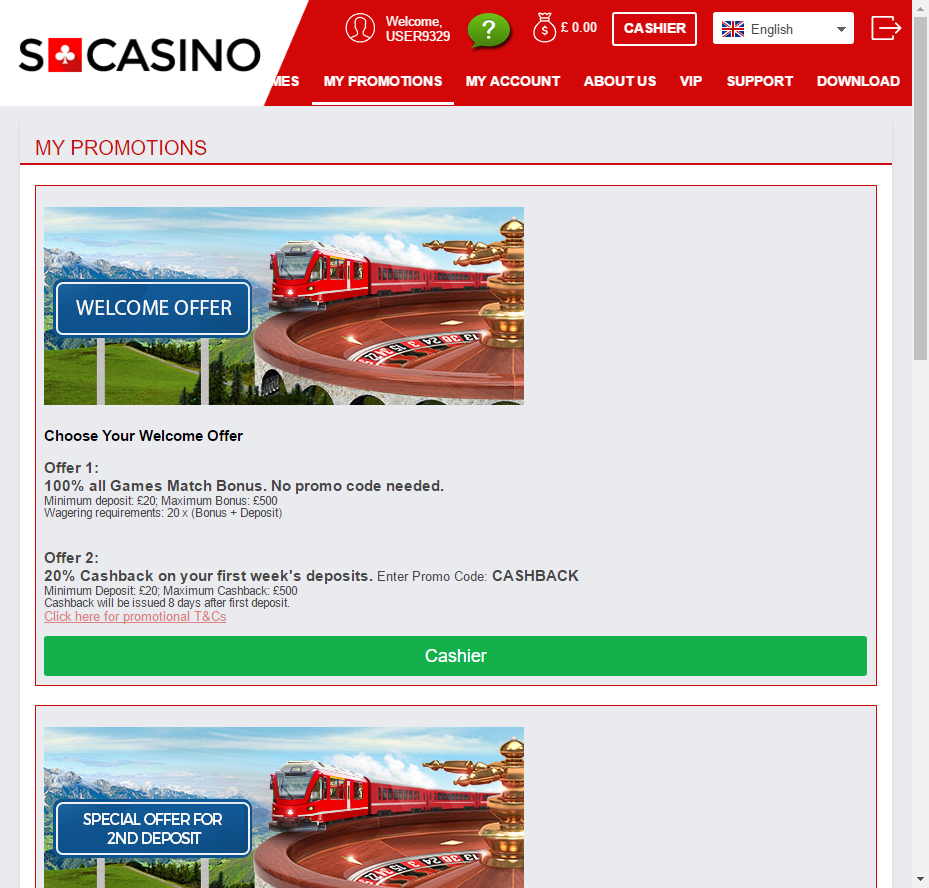 S CASINO
Welcome,
USER9329
?
$
£ 0.00
CASHIER
English
MES
MY PROMOTIONS
MY ACCOUNT
ABOUT US
VIP
SUPPORT
DOWNLOAD
MY PROMOTIONS
WELCOME OFFER
Choose Your Welcome Offer
Offer 1:
100% all Games Match Bonus. No promo code needed.
Minimum deposit: £20; Maximum Bonus: £500
Wagering requirements: 20 x (Bonus + Deposit)
Offer 2:
20% Cashback on your first week's deposits. Enter Promo Code: CASHBACK
Minimum Deposit: £20; Maximum Cashback: £500
Cashback will be issued 8 days after first deposit.
Click here for promotional T&Cs
Cashier
SPECIAL OFFER FOR
2ND DEPOSIT